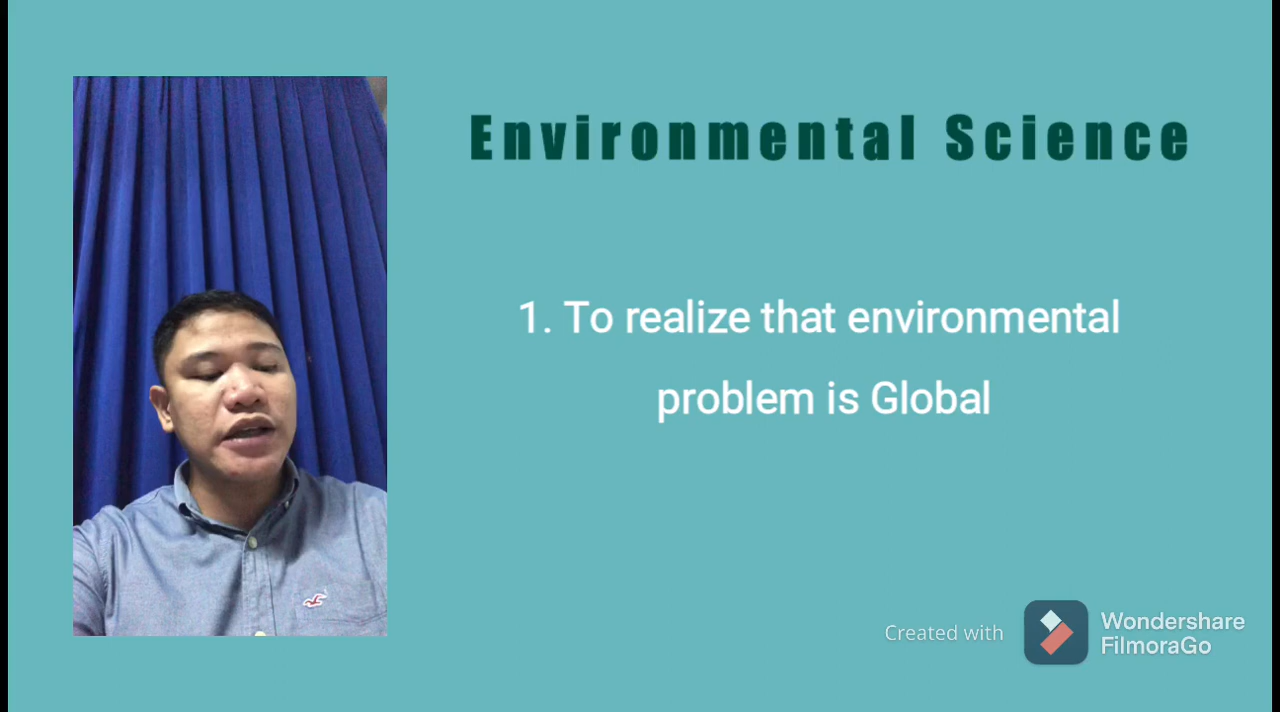 Environmental Science
1. To realize that environmental
problem is Global
Created with
Wondershare
FilmoraGo